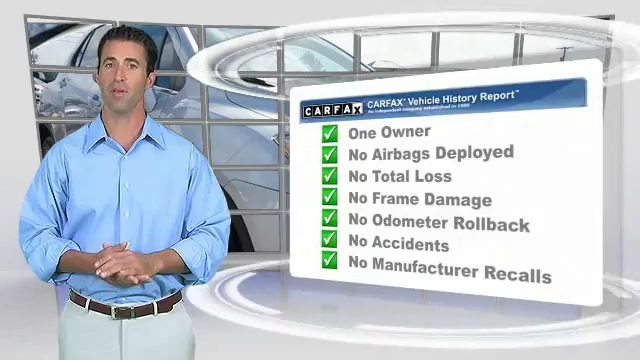 CARFAX CARFAX® Vehicle History Report™
An independent company established in 1986
One Owner
No Airbags Deployed
No Total Loss
No Frame Damage
No Odometer Rollback
No Accidents
No Manufacturer Recalls